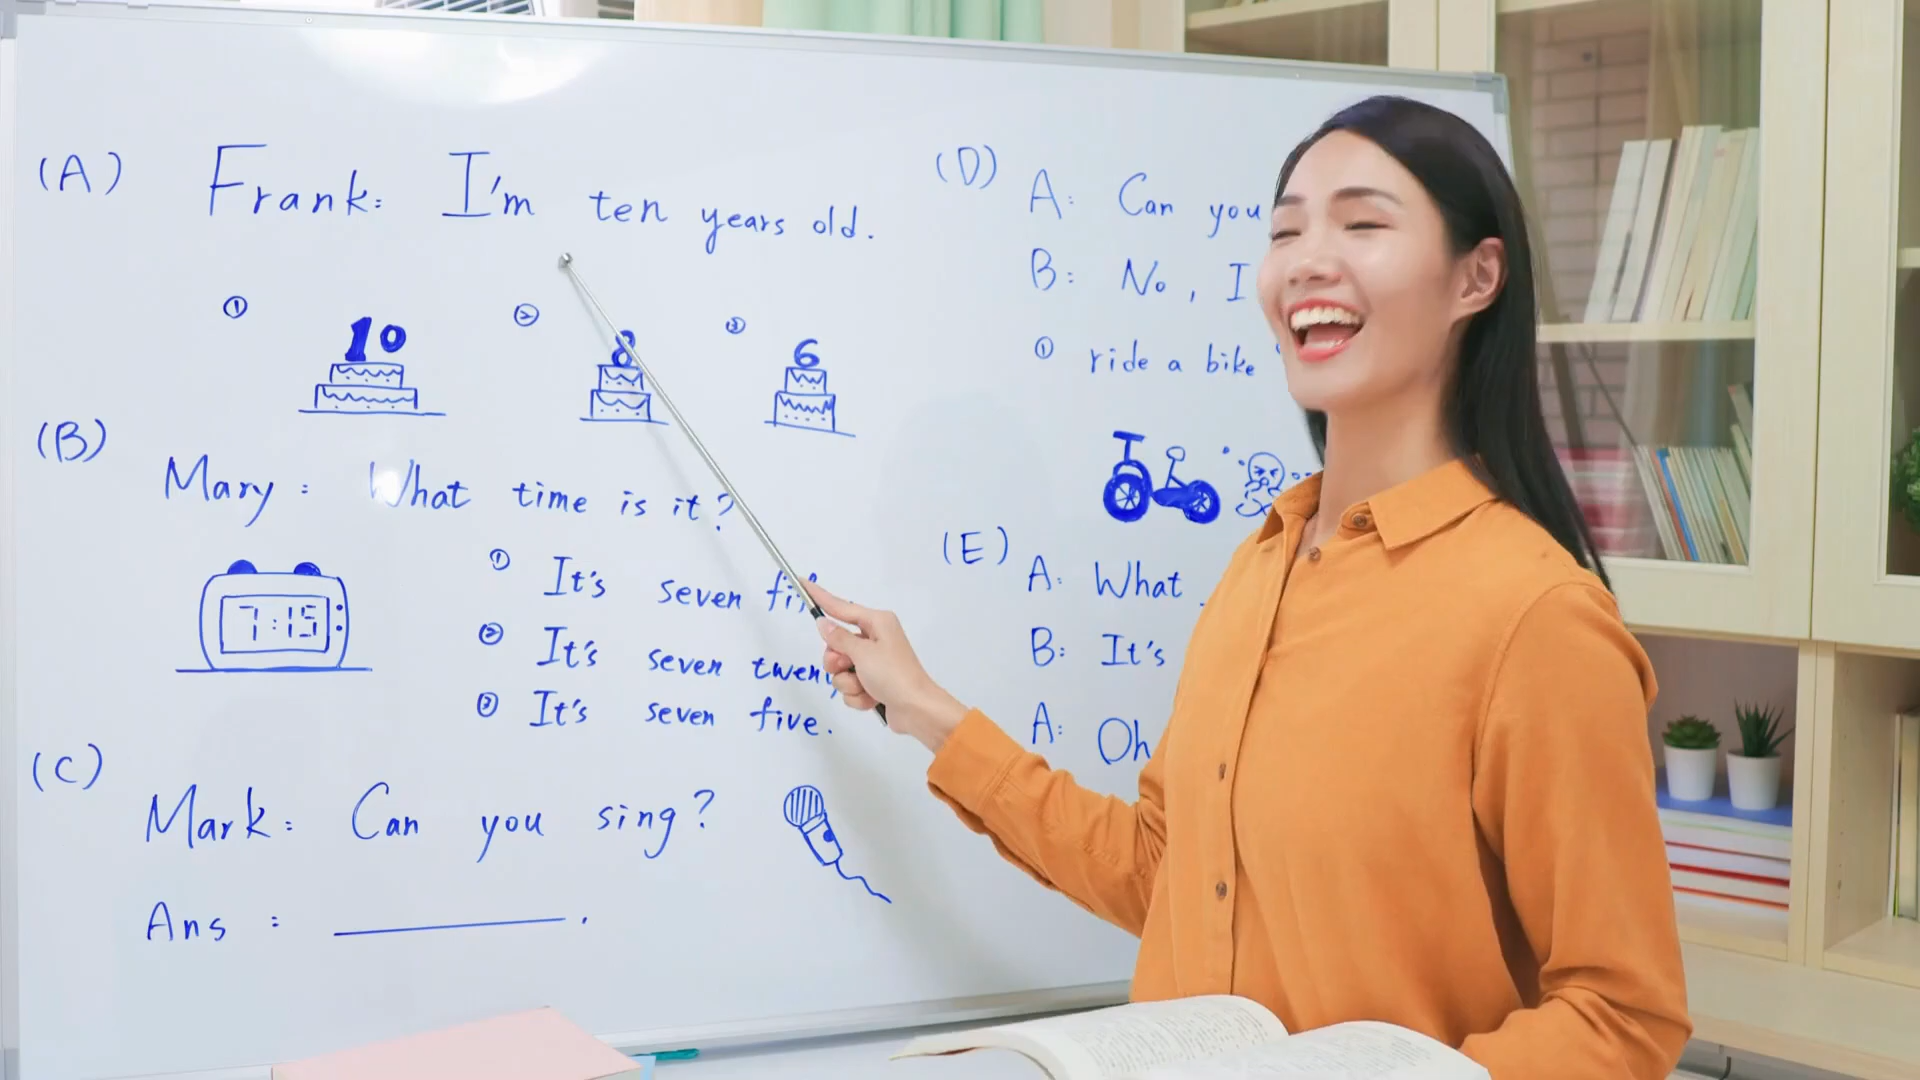 (A) Frank: I'm ten years old.
① ② ③
10 8 6
(B) Mary: What time is it?
7:15
① It's seven
② It's seven
③ It's seven five.
(C) Mark: Can you sing?
Ans: ________.
(D) A: Can you
B: No, I
① ride a bike
(E) A: What
B: It's
A: Oh